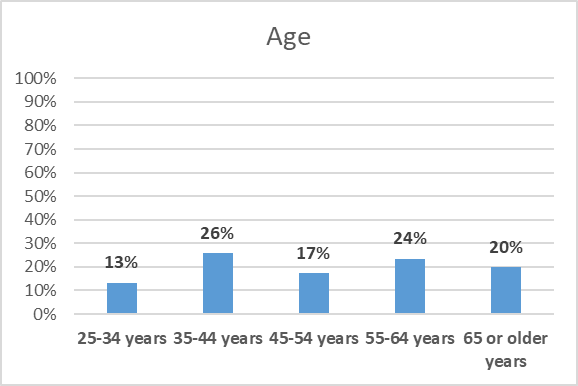 Age
100%
90%
80%
70%
60%
50%
40%
30%
20%
10%
0%
13%
26%
17%
24%
20%
25-34 years
35-44 years
45-54 years
55-64 years
65 or older
years